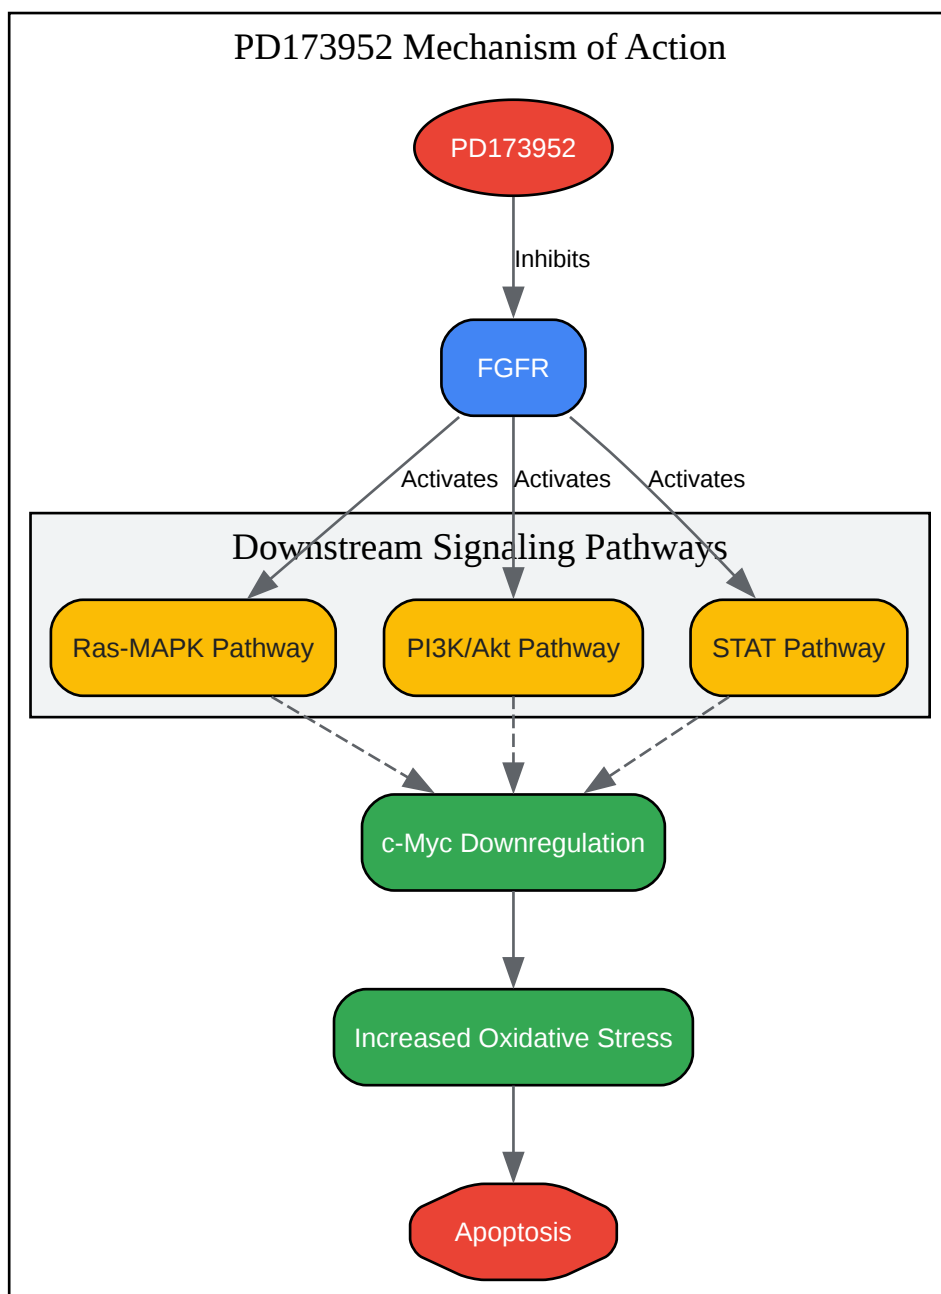 PD173952 Mechanism of Action
PD173952
Inhibits
FGFR
Activates
Activates
Activates
Downstream Signaling Pathways
Ras-MAPK Pathway
PI3K/Akt Pathway
STAT Pathway
c-Myc Downregulation
Increased Oxidative Stress
Apoptosis